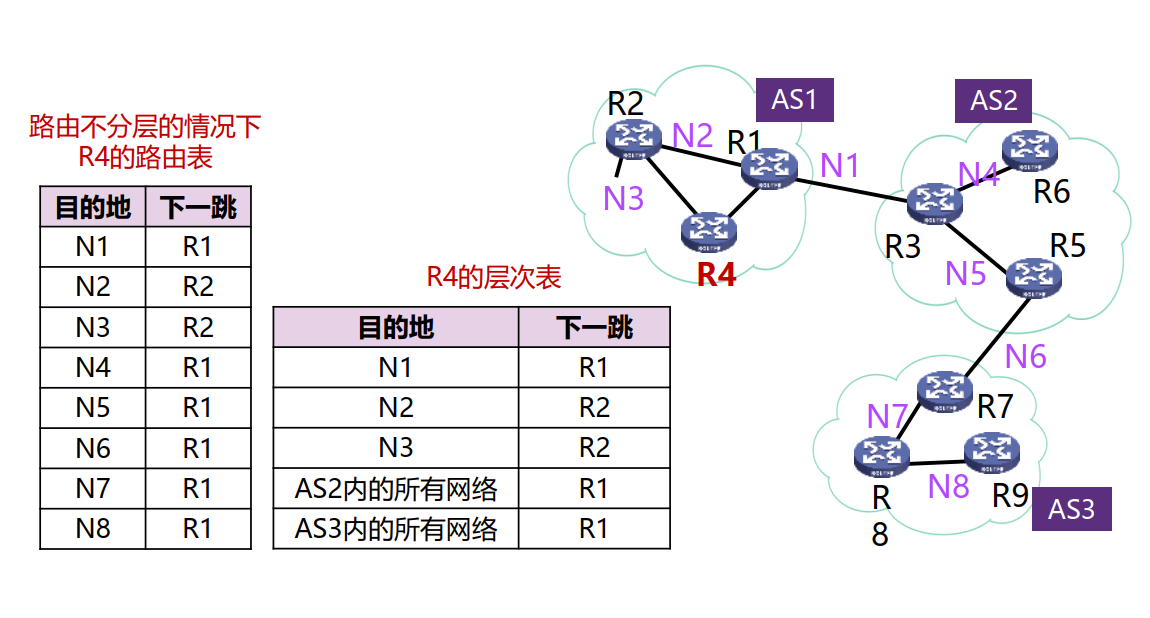 路由不分层的情况下
R4的路由表
目的地 下一跳
N1 R1
N2 R2
N3 R2
N4 R1
N5 R1
N6 R1
N7 R1
N8 R1
R4的层次表
目的地 下一跳
N1 R1
N2 R2
N3 R2
AS2内的所有网络 R1
AS3内的所有网络 R1
AS1
R2
N2
R1
N1
N3
R4
AS2
N4
R6
R3
R5
N5
N6
N7
R7
R
8
N8
R9
AS3